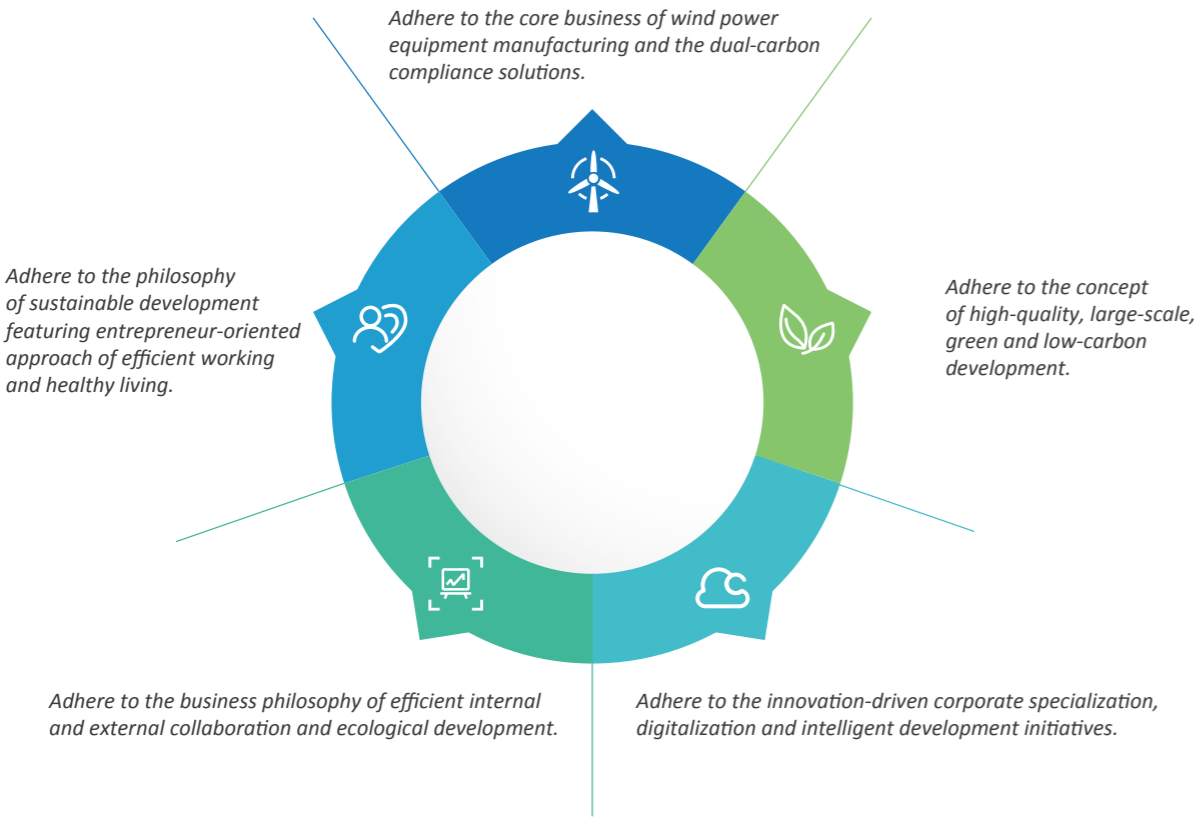 Adhere to the core business of wind power
equipment manufacturing and the dual-carbon
compliance solutions.
Adhere to the philosophy
of sustainable development
featuring entrepreneur-oriented
approach of efficient working
and healthy living.
Adhere to the concept
of high-quality, large-scale,
green and low-carbon
development.
Adhere to the business philosophy of efficient internal
and external collaboration and ecological development.
Adhere to the innovation-driven corporate specialization,
digitalization and intelligent development initiatives.